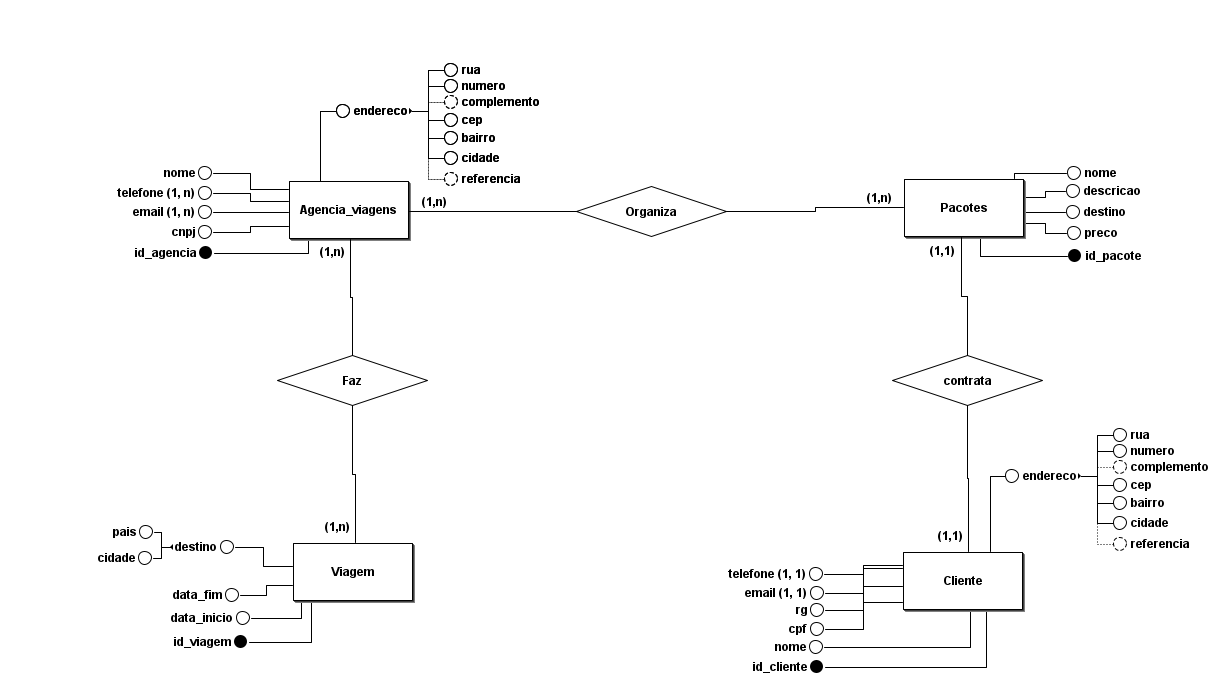 rua
numero
complemento
endereco
cep
bairro
cidade
referencia
nome
telefone (1, n)
email (1, n)
cnpj
id_agencia
Agencia_viagens
(1,n)
(1,n)
Organiza
(1,n)
Pacotes
(1,1)
nome
descricao
destino
preco
id_pacote
Faz
contrata
rua
numero
complemento
endereco
cep
bairro
cidade
referencia
(1,n)
pais
cidade
destino
data_fim
data_inicio
id_viagem
Viagem
(1,1)
telefone (1, 1)
email (1, 1)
rg
cpf
nome
id_cliente
Cliente